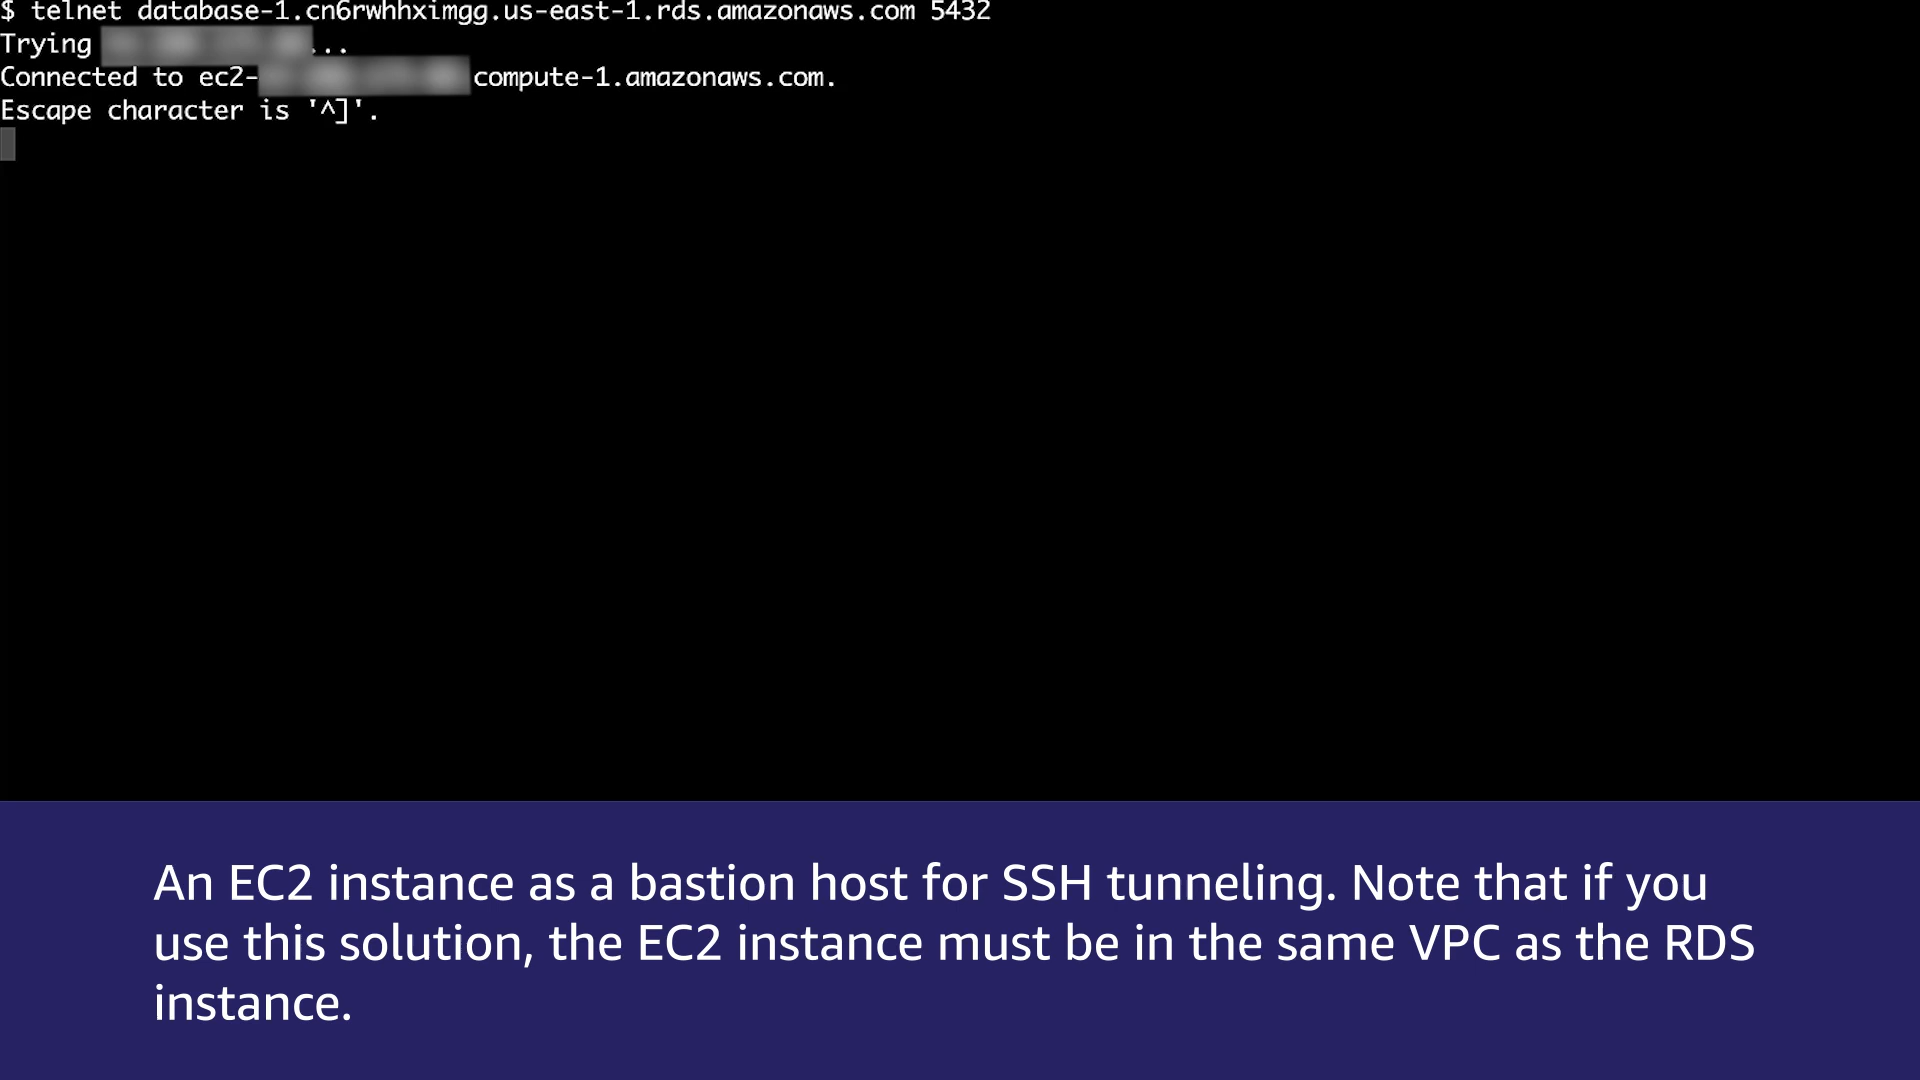 $ telnet database-1.cn6rwhhximgg.us-east-1.rds.amazonaws.com 5432
Trying ...
Connected to ec2- compute-1.amazonaws.com.
Escape character is '^]'.
An EC2 instance as a bastion host for SSH tunneling. Note that if you
use this solution, the EC2 instance must be in the same VPC as the RDS
instance.